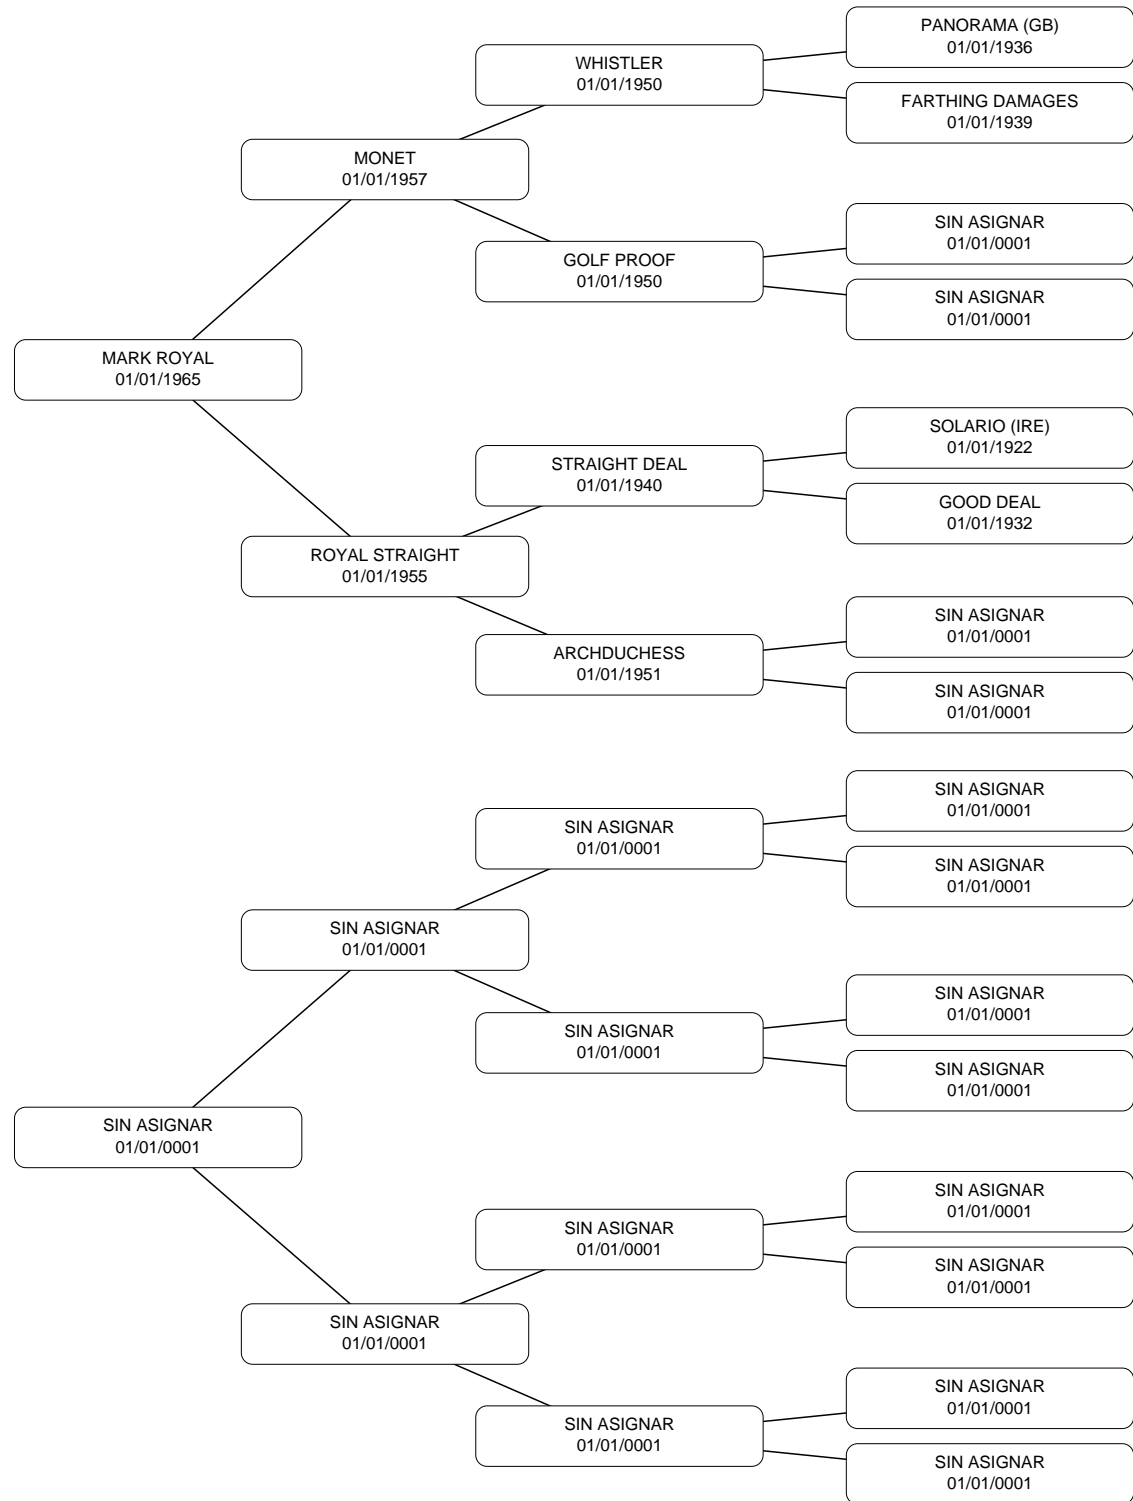 PANORAMA (GB)
01/01/1936
WHISTLER
01/01/1950
FARTHING DAMAGES
01/01/1939
MONET
01/01/1957
SIN ASIGNAR
01/01/0001
GOLF PROOF
01/01/1950
SIN ASIGNAR
01/01/0001
MARK ROYAL
01/01/1965
SOLARIO (IRE)
01/01/1922
STRAIGHT DEAL
01/01/1940
GOOD DEAL
01/01/1932
ROYAL STRAIGHT
01/01/1955
SIN ASIGNAR
01/01/0001
ARCHDUCHESS
01/01/1951
SIN ASIGNAR
01/01/0001
SIN ASIGNAR
01/01/0001
SIN ASIGNAR
01/01/0001
SIN ASIGNAR
01/01/0001
SIN ASIGNAR
01/01/0001
SIN ASIGNAR
01/01/0001
SIN ASIGNAR
01/01/0001
SIN ASIGNAR
01/01/0001
SIN ASIGNAR
01/01/0001
SIN ASIGNAR
01/01/0001
SIN ASIGNAR
01/01/0001
SIN ASIGNAR
01/01/0001
SIN ASIGNAR
01/01/0001
SIN ASIGNAR
01/01/0001
SIN ASIGNAR
01/01/0001
SIN ASIGNAR
01/01/0001